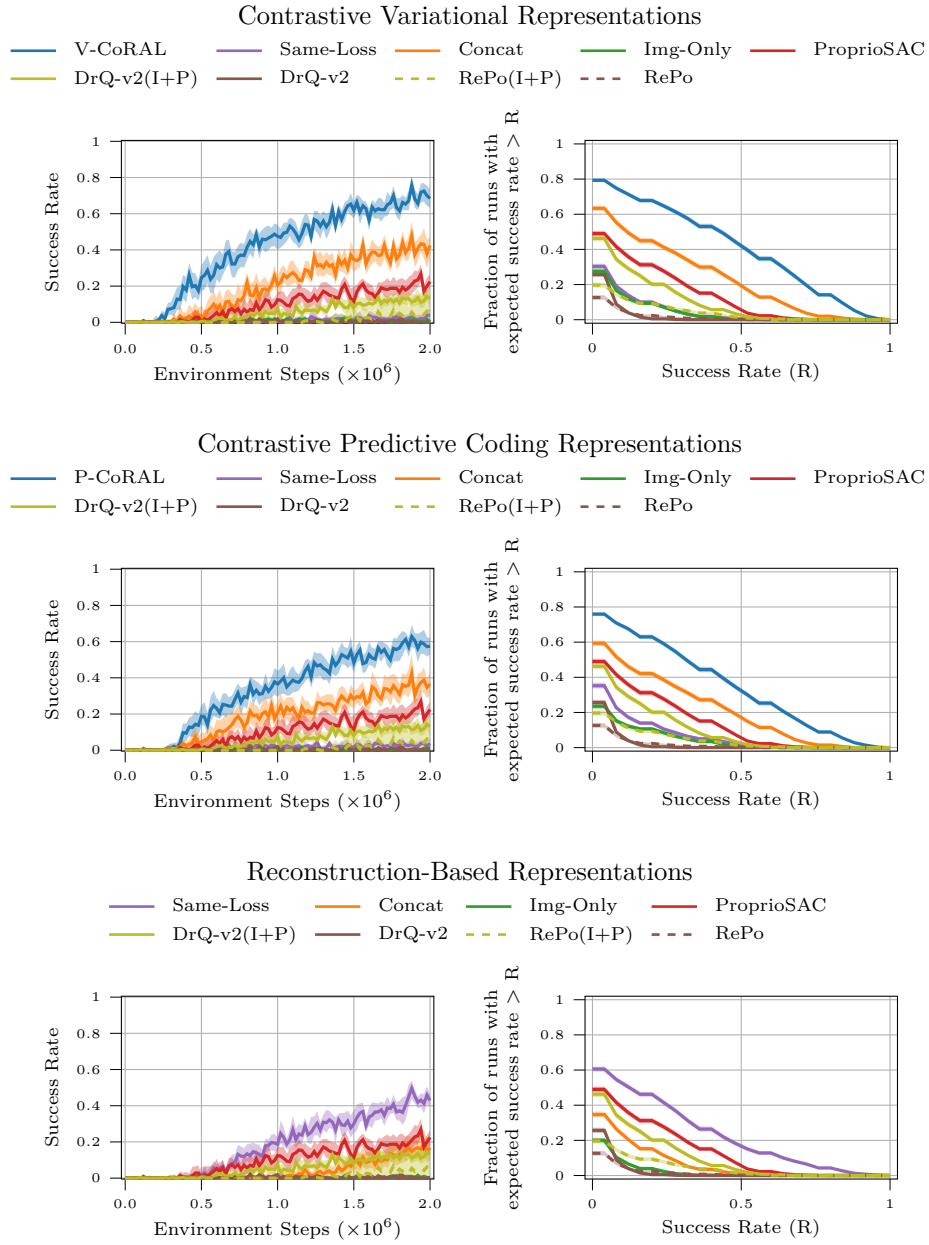 Contrastive Variational Representations
V-CoRAL Same-Loss Concat Img-Only ProprioSAC
DrQ-v2(I+P) DrQ-v2 RePo(I+P) RePo
Success Rate
1
0.8
0.6
0.4
0.2
0
0.0 0.5 1.0 1.5 2.0
Environment Steps (×10⁶)
Fraction of runs with
expected success rate > R
1
0.8
0.6
0.4
0.2
0
0 0.5 1
Success Rate (R)
Contrastive Predictive Coding Representations
P-CoRAL Same-Loss Concat Img-Only ProprioSAC
DrQ-v2(I+P) DrQ-v2 RePo(I+P) RePo
Success Rate
1
0.8
0.6
0.4
0.2
0
0.0 0.5 1.0 1.5 2.0
Environment Steps (×10⁶)
Fraction of runs with
expected success rate > R
1
0.8
0.6
0.4
0.2
0
0 0.5 1
Success Rate (R)
Reconstruction-Based Representations
Same-Loss Concat Img-Only ProprioSAC
DrQ-v2(I+P) DrQ-v2 RePo(I+P) RePo
Success Rate
1
0.8
0.6
0.4
0.2
0
0.0 0.5 1.0 1.5 2.0
Environment Steps (×10⁶)
Fraction of runs with
expected success rate > R
1
0.8
0.6
0.4
0.2
0
0 0.5 1
Success Rate (R)